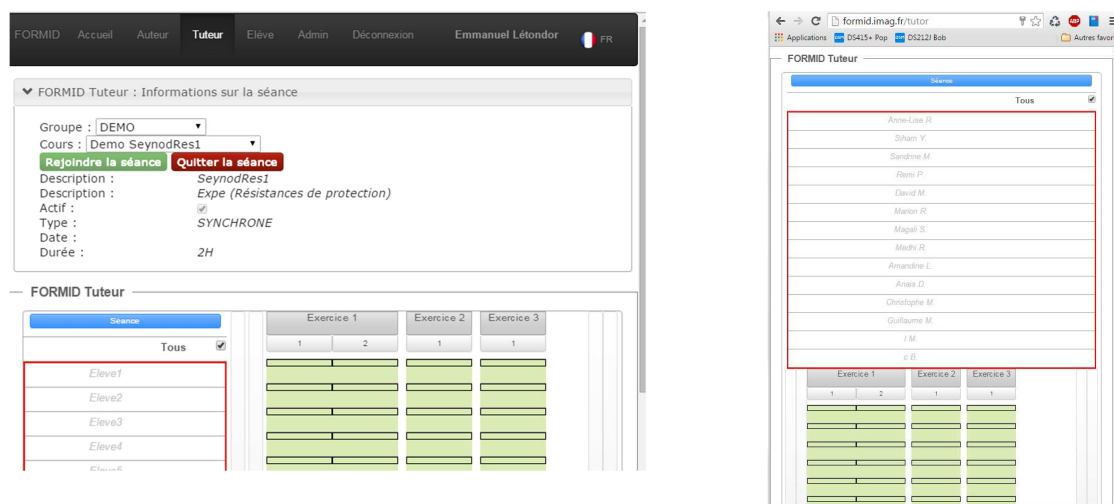 FORMID Accueil Auteur Tuteur Elève Admin Déconnexion Emmanuel Létondor FR
FORMID Tuteur : Informations sur la séance
Groupe : DEMO
Cours : Demo SeynodRes1
Rejoindre la séance Quitter la séance
Description : SeynodRes1
Description : Expe (Résistances de protection)
Actif :
Type : SYNCHRONE
Date :
Durée : 2H
FORMID Tuteur
Séance Exercice 1 Exercice 2 Exercice 3
Tous 1 2 1 1
Eleve1
Eleve2
Eleve3
Eleve4
Eleve5
formid.imag.fr/tutor
Applications DS415+ Pop DS212J Bob Autres favor
FORMID Tuteur
Séance
Tous
Anne-Lise R.
Siham Y.
Sandrine M.
Remi P.
David M.
Marion R.
Magali S.
Medhi R.
Amandine L.
Anais D.
Christophe M.
Guillaume M.
I M.
c B.
Exercice 1 Exercice 2 Exercice 3
1 2 1 1